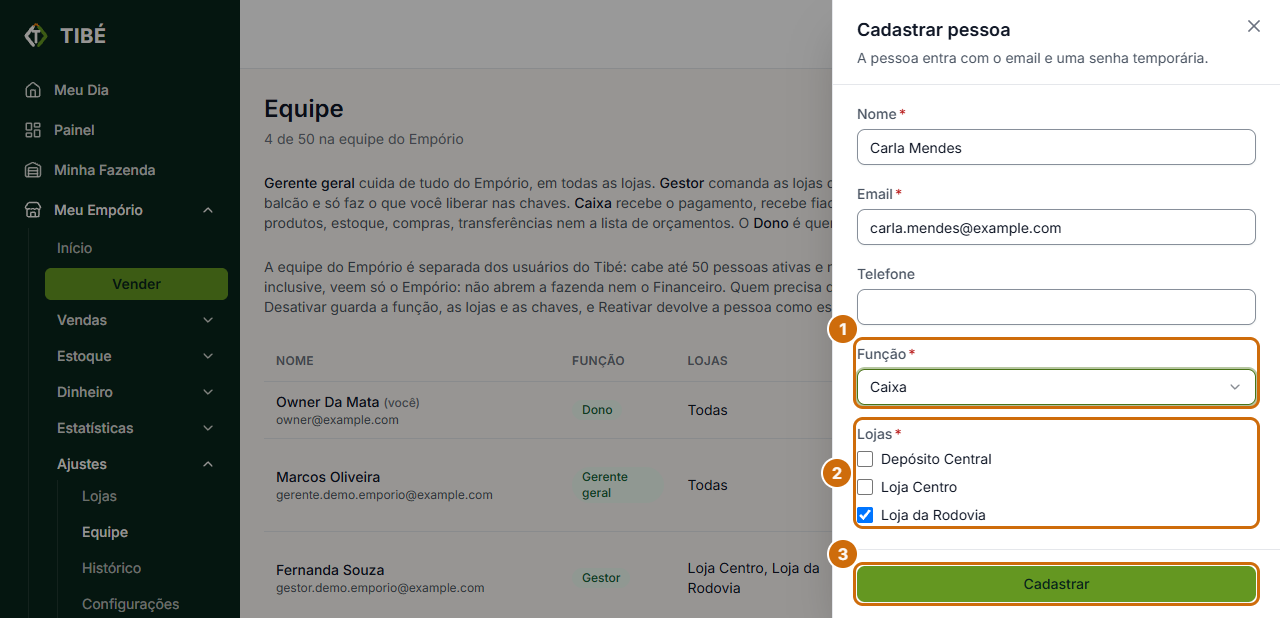 TIBÉ
Meu Dia
Painel
Minha Fazenda
Meu Empório
Início
Vender
Vendas
Estoque
Dinheiro
Estatísticas
Ajustes
Lojas
Equipe
Histórico
Configurações
Equipe
4 de 50 na equipe do Empório
Gerente geral cuida de tudo do Empório, em todas as lojas. Gestor comanda as lojas
balcão e só faz o que você liberar nas chaves. Caixa recebe o pagamento, recebe
produtos, estoque, compras, transferências nem a lista de orçamentos. O Dono é
A equipe do Empório é separada dos usuários do Tibé: cabe até 50 pessoas ativas e
inclusive, veem só o Empório: não abrem a fazenda nem o Financeiro. Quem precisa
Desativar guarda a função, as lojas e as chaves, e Reativar devolve a pessoa como
NOME FUNÇÃO LOJAS
Owner Da Mata (você)
owner@example.com
Dono
Todas
Marcos Oliveira
gerente.demo.emporio@example.com
Gerente
geral
Todas
Fernanda Souza
gestor.demo.emporio@example.com
Gestor
Loja Centro, Loja da
Rodovia
Cadastrar pessoa
A pessoa entra com o email e uma senha temporária.
Nome *
Carla Mendes
Email *
carla.mendes@example.com
Telefone
1
Função *
Caixa
2
Lojas *
Depósito Central
Loja Centro
Loja da Rodovia
3
Cadastrar